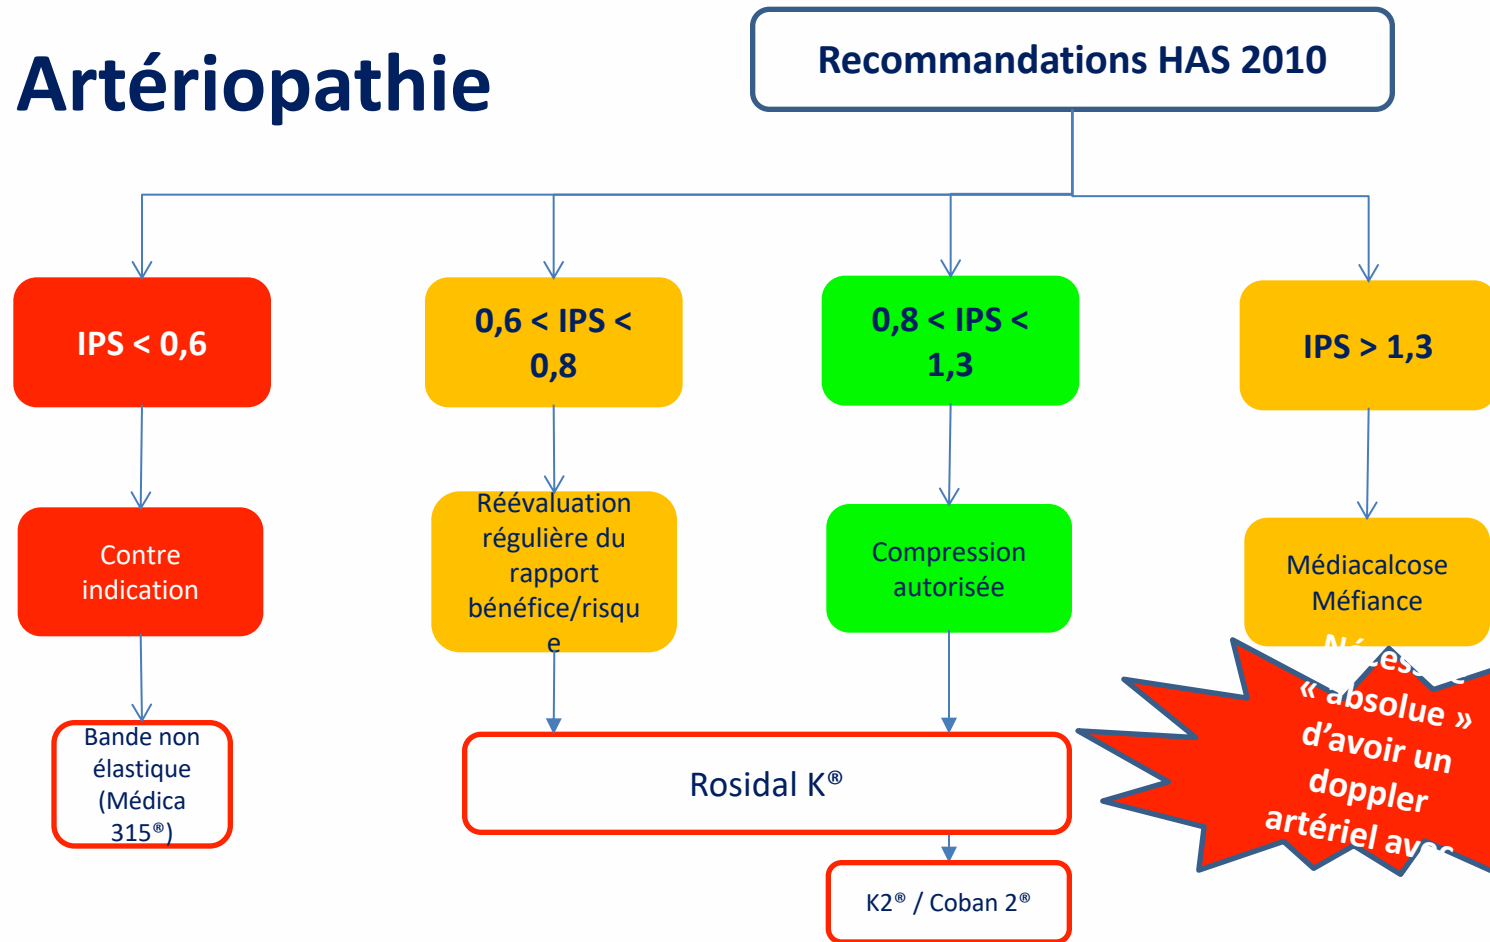 Artériopathie
Recommandations HAS 2010
IPS < 0,6
0,6 < IPS <
0,8
0,8 < IPS <
1,3
IPS > 1,3
Contre
indication
Réévaluation
régulière du
rapport
bénéfice/risqu
e
Compression
autorisée
Médiacalcose
Méfiance
Bande non
élastique
(Médica
315®)
Rosidal K®
K2® / Coban 2®
« absolue »
d'avoir un
doppler
artériel avec